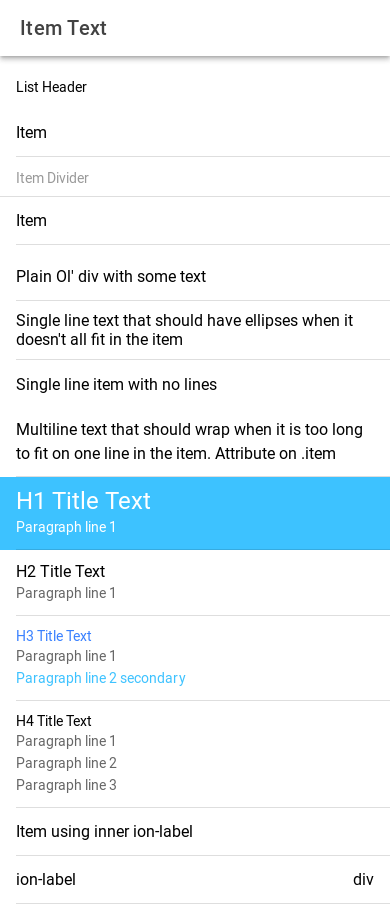 Item Text
List Header
Item
Item Divider
Item
Plain Ol' div with some text
Single line text that should have ellipses when it
doesn't all fit in the item
Single line item with no lines
Multiline text that should wrap when it is too long
to fit on one line in the item. Attribute on .item
H1 Title Text
Paragraph line 1
H2 Title Text
Paragraph line 1
H3 Title Text
Paragraph line 1
Paragraph line 2 secondary
H4 Title Text
Paragraph line 1
Paragraph line 2
Paragraph line 3
Item using inner ion-label
ion-label div